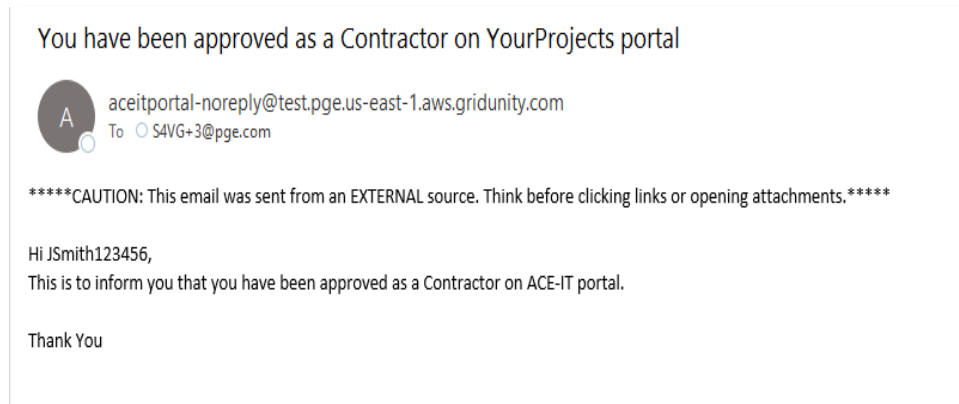 You have been approved as a Contractor on YourProjects portal
A
aceitportal-noreply@test.pge.us-east-1.aws.gridunity.com
To S4VG+3@pge.com
*****CAUTION: This email was sent from an EXTERNAL source. Think before clicking links or opening attachments.*****
Hi JSmith123456,
This is to inform you that you have been approved as a Contractor on ACE-IT portal.
Thank You